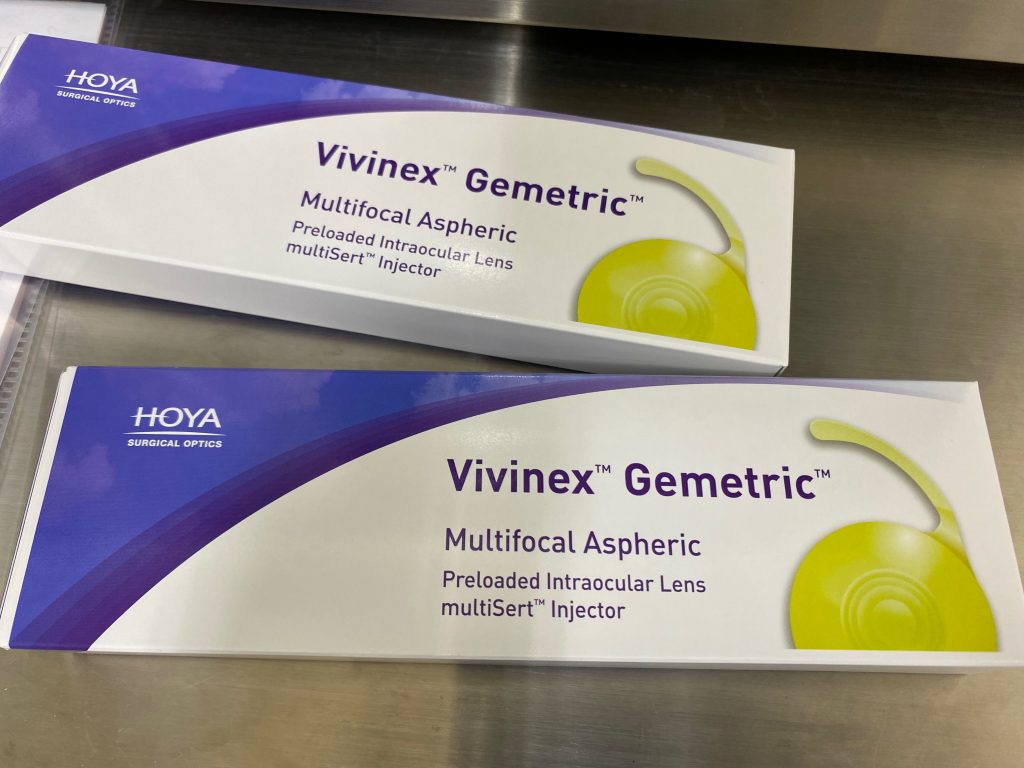 HOYA
SURGICAL OPTICS
Vivinex™ Gemetric™
Multifocal Aspheric
Preloaded Intraocular Lens
multiSert™ Injector
HOYA
SURGICAL OPTICS
Vivinex™ Gemetric™
Multifocal Aspheric
Preloaded Intraocular Lens
multiSert™ Injector